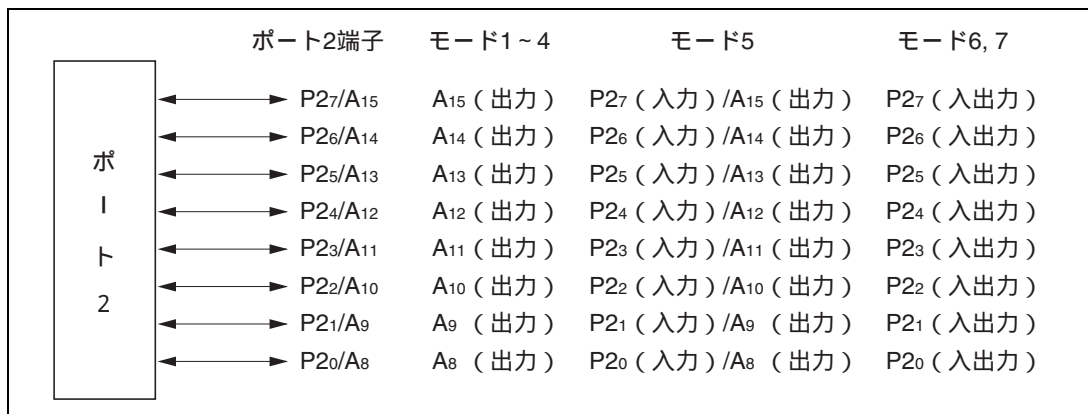 ポート2端子 モード1~4 モード5 モード6, 7
ポート2
P27/A15 A15(出力) P27(入力)/A15(出力) P27(入出力)
P26/A14 A14(出力) P26(入力)/A14(出力) P26(入出力)
P25/A13 A13(出力) P25(入力)/A13(出力) P25(入出力)
P24/A12 A12(出力) P24(入力)/A12(出力) P24(入出力)
P23/A11 A11(出力) P23(入力)/A11(出力) P23(入出力)
P22/A10 A10(出力) P22(入力)/A10(出力) P22(入出力)
P21/A9 A9(出力) P21(入力)/A9(出力) P21(入出力)
P20/A8 A8(出力) P20(入力)/A8(出力) P20(入出力)